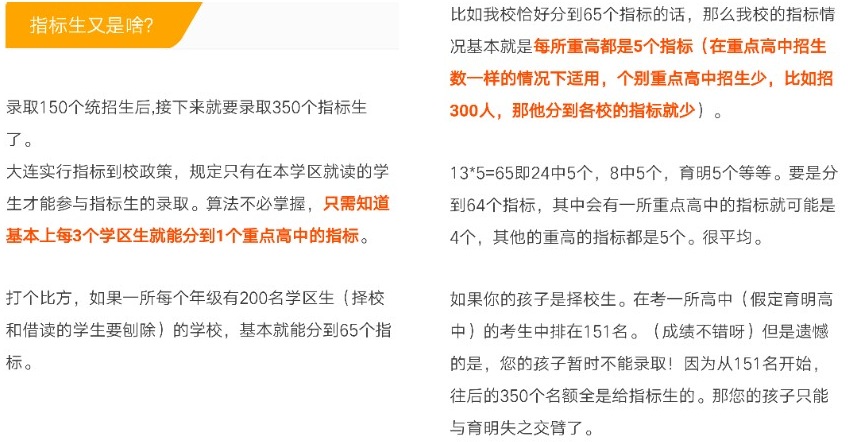 指标生又是啥?
录取150个统招生后,接下来就要录取350个指标生
了。
大连实行指标到校政策，规定只有在本学区就读的学
生才能参与指标生的录取。算法不必掌握，只需知道
基本上每3个学区生就能分到1个重点高中的指标。
打个比方，如果一所每个年级有200名学区生（择校
和借读的学生要刨除）的学校，基本就能分到65个指
标。
比如我校恰好分到65个指标的话，那么我校的指标情
况基本就是每所重高都是5个指标（在重点高中招生
数一样的情况下适用，个别重点高中招生少，比如招
300人，那他分到各校的指标就少）。
13*5=65即24中5个，8中5个，育明5个等等。要是分
到64个指标，其中会有一所重点高中的指标就可能是
4个，其他的重高的指标都是5个。很平均。
如果你的孩子是择校生。在考一所高中（假定育明高
中）的考生中排在151名。（成绩不错呀）但是遗憾
的是，您的孩子暂时不能录取！因为从151名开始，
往后的350个名额全是给指标生的。那您的孩子只能
与育明失之交臂了。